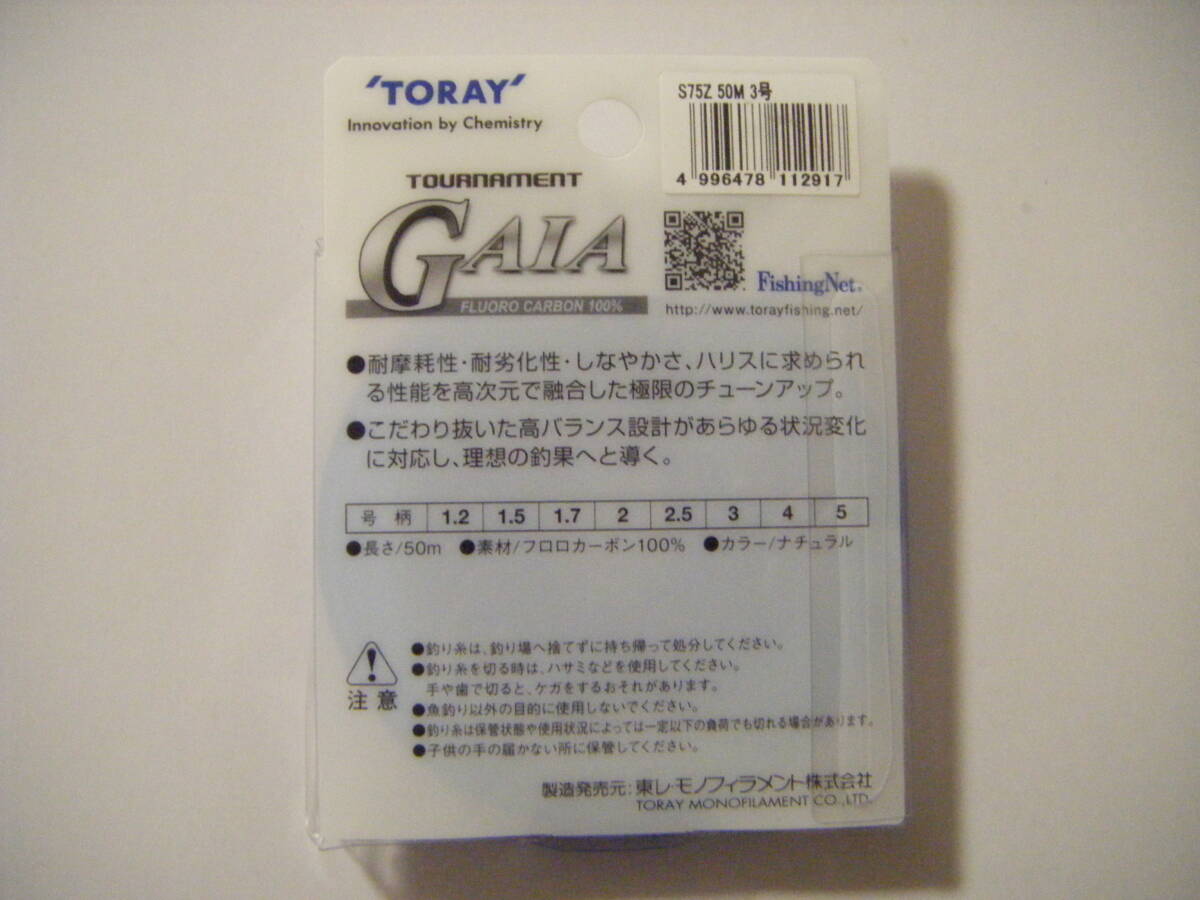 'TORAY'
Innovation by Chemistry
S75Z 50M 3号
4 996478 112917
TOURNAMENT
GAIA
FLUORO CARBON 100%
FishingNet®
http://www.torayfishing.net/
●耐摩耗性・耐劣化性・しなやかさ、ハリスに求められ
る性能を高次元で融合した極限のチューンアップ。
●こだわり抜いた高バランス設計があらゆる状況変化
に対応し、理想の釣果へと導く。
号柄 1.2 1.5 1.7 2 2.5 3 4 5
●長さ/50m ●素材/フロロカーボン100% ●カラー/ナチュラル
注意
●釣り糸は、釣り場へ捨てずに持ち帰って処分してください。
●釣り糸を切る時は、ハサミなどを使用してください。
手や歯で切ると、ケガをするおそれがあります。
●魚釣り以外の目的に使用しないでください。
●釣り糸は保管状態や使用状況によっては一定以下の負荷でも切れる場合があります。
●子供の手の届かない所に保管してください。
製造発売元:東レ・モノフィラメント株式会社
TORAY MONOFILAMENT CO.,LTD.